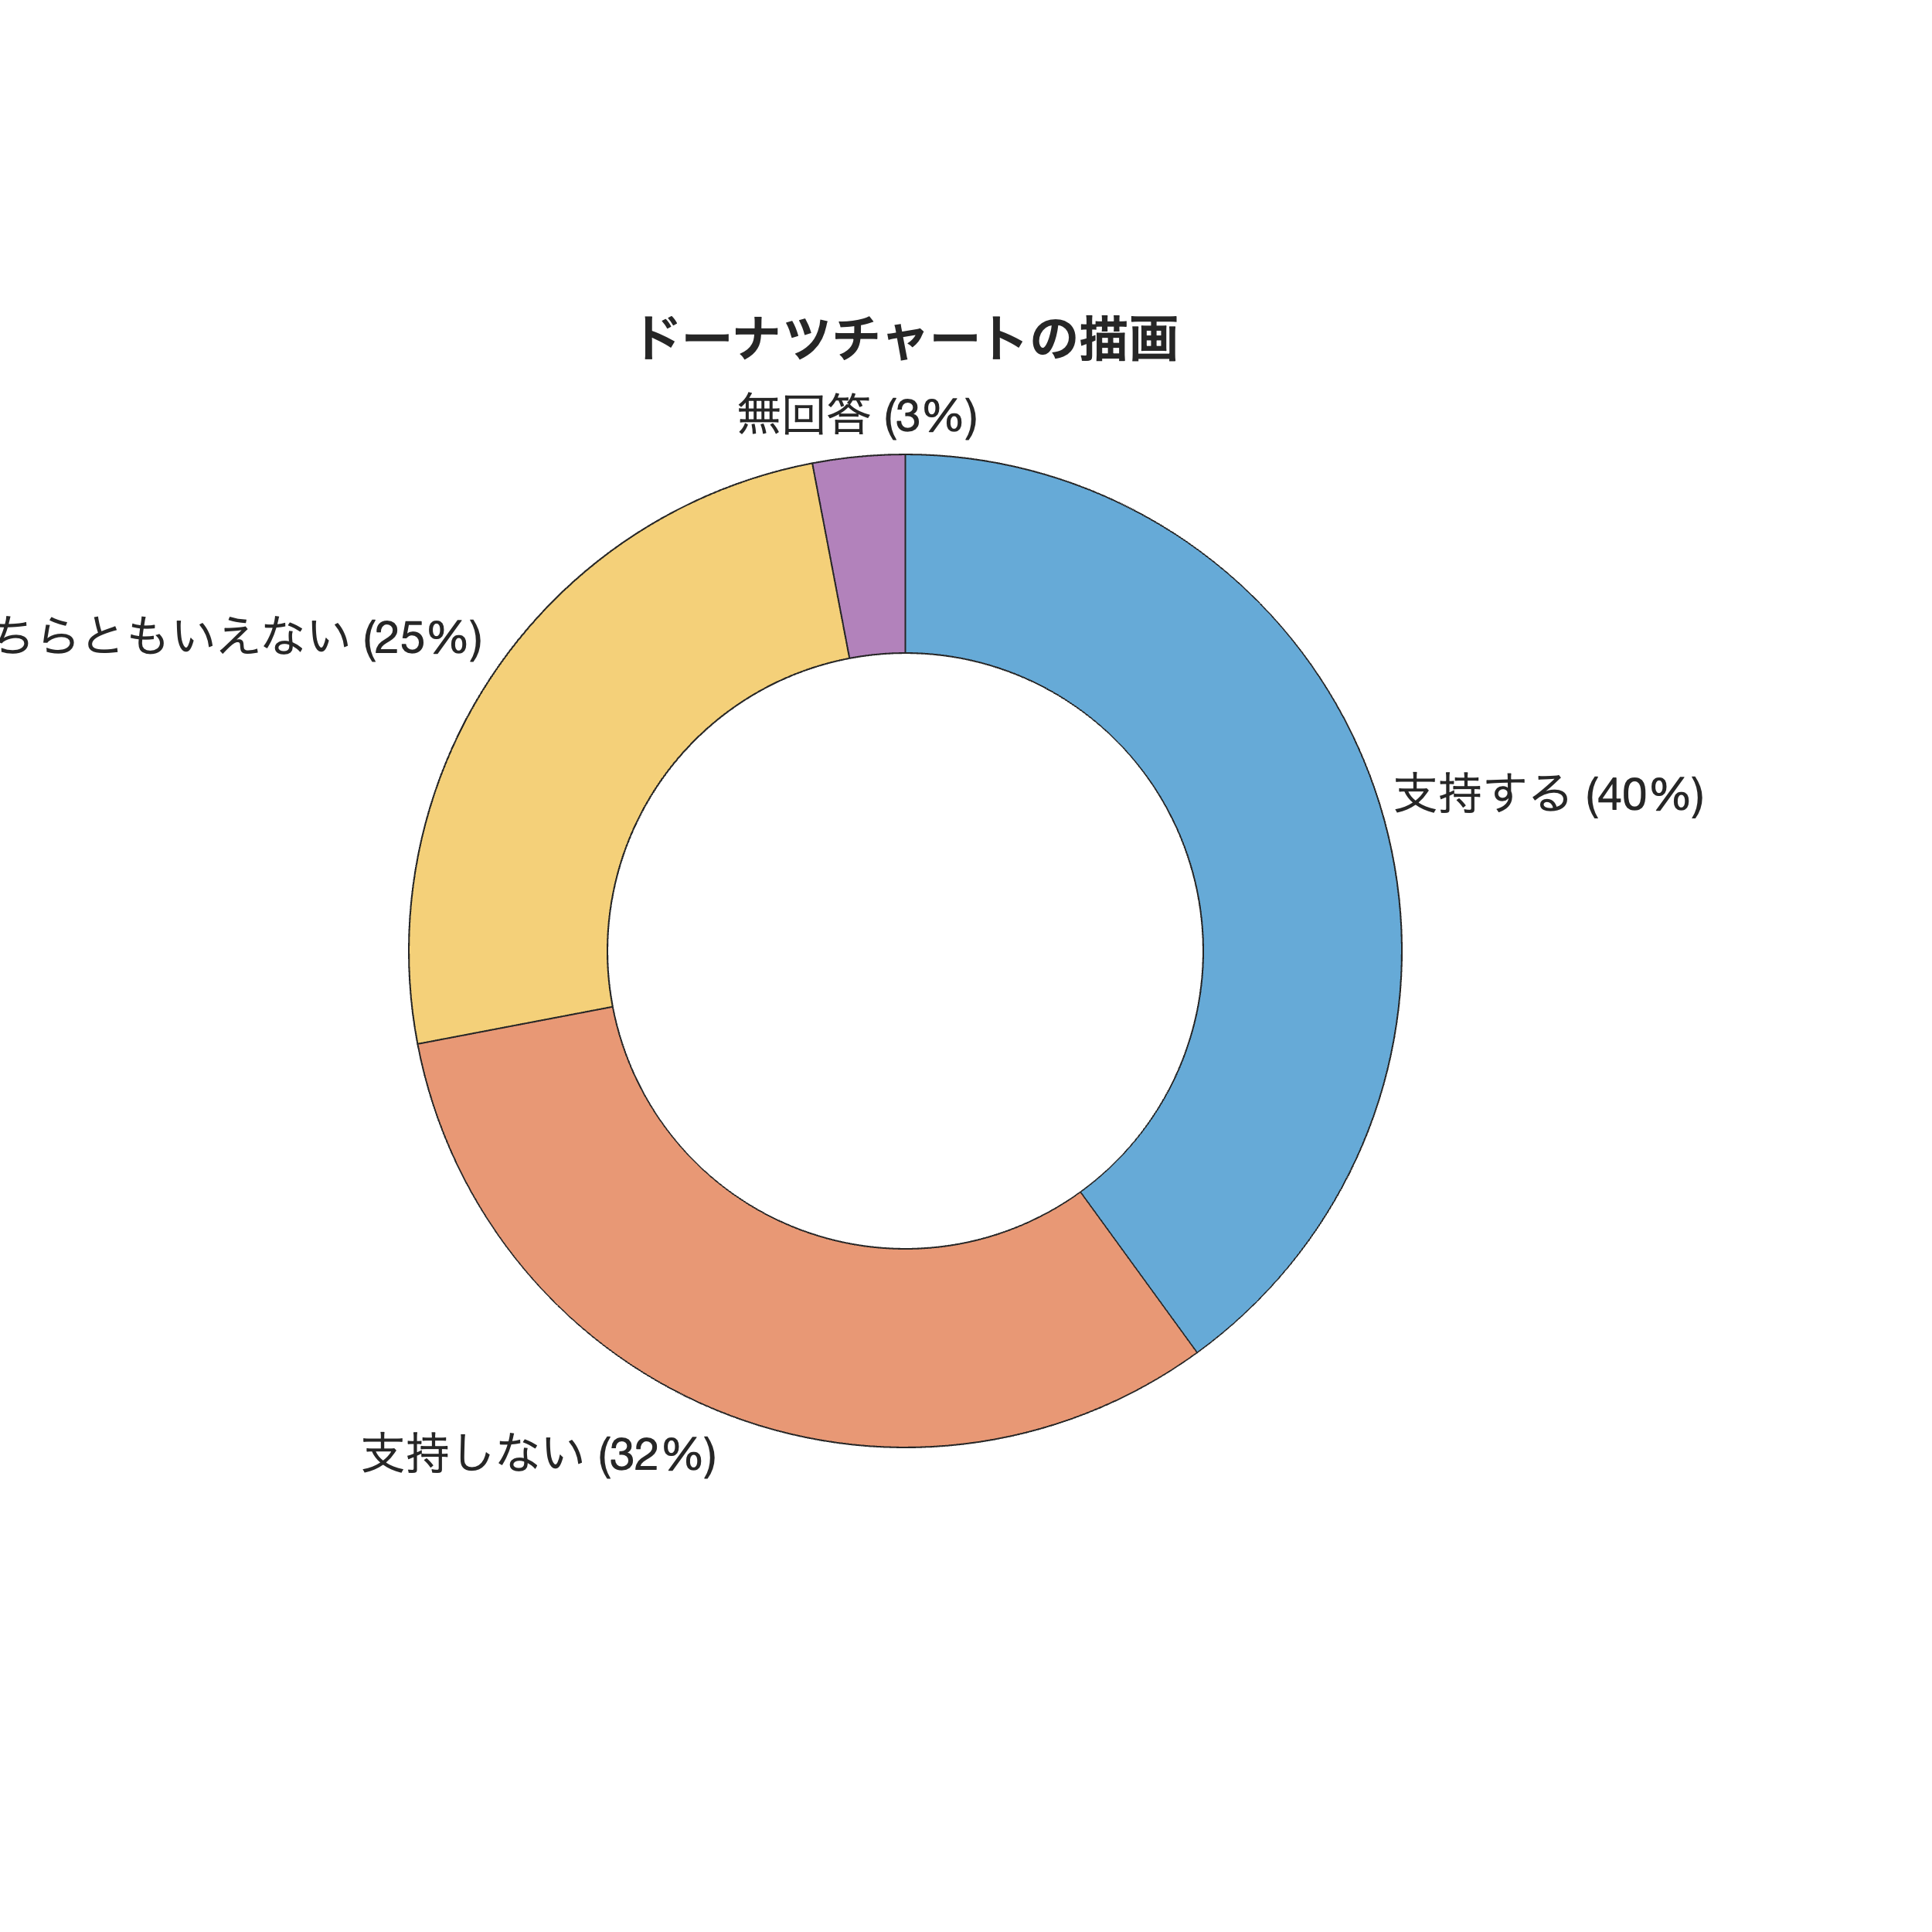 ドーナツチャートの描画
無回答 (3%)
ちらともいえない (25%)
支持する (40%)
支持しない (32%)